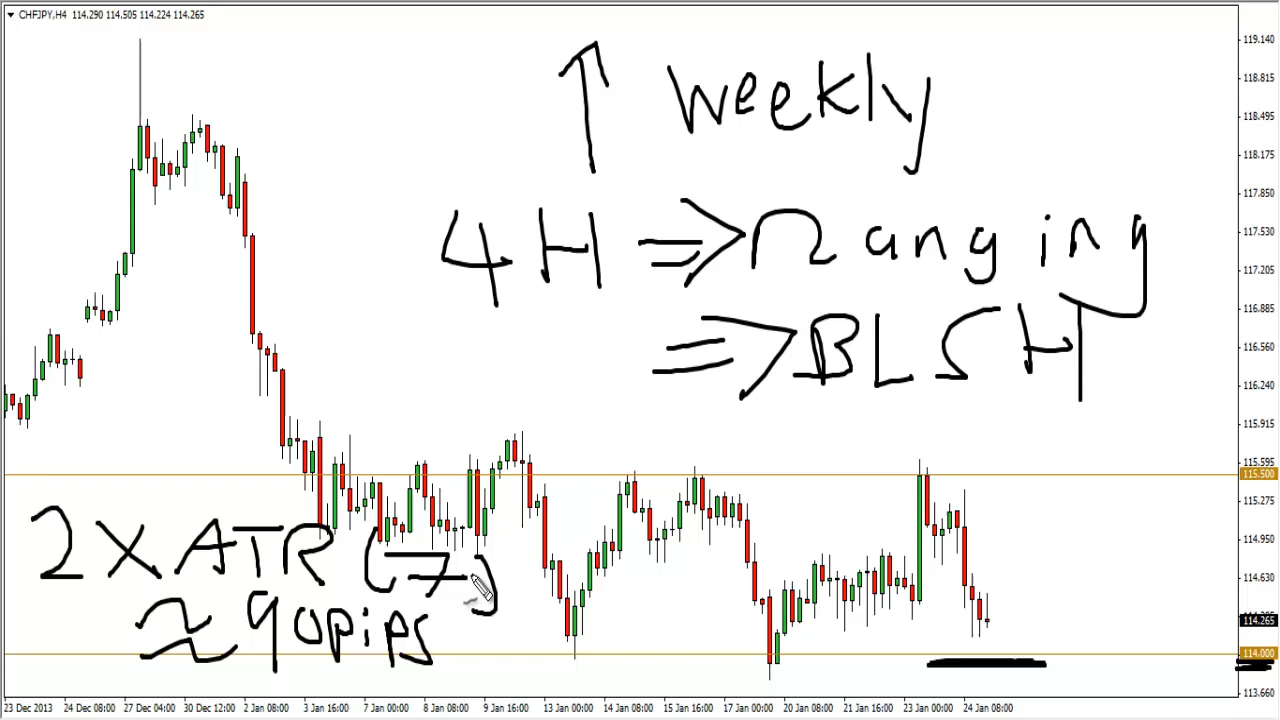 CHFJPY,H4 114.290 114.505 114.224 114.265
↑ weekly
4H ⇒ ranging
⇒ BLSH
2 X ATR (7)
≈ 90pips
119.140
118.815
118.495
118.175
117.850
117.530
117.205
116.885
116.560
116.240
115.915
115.595
115.500
115.275
114.950
114.630
114.265
114.000
113.660
23 Dec 2013 24 Dec 08:00 27 Dec 04:00 30 Dec 12:00 2 Jan 08:00 3 Jan 16:00 7 Jan 00:00 8 Jan 08:00 9 Jan 16:00 13 Jan 00:00 14 Jan 08:00 15 Jan 16:00 17 Jan 00:00 20 Jan 08:00 21 Jan 16:00 23 Jan 00:00 24 Jan 08:00